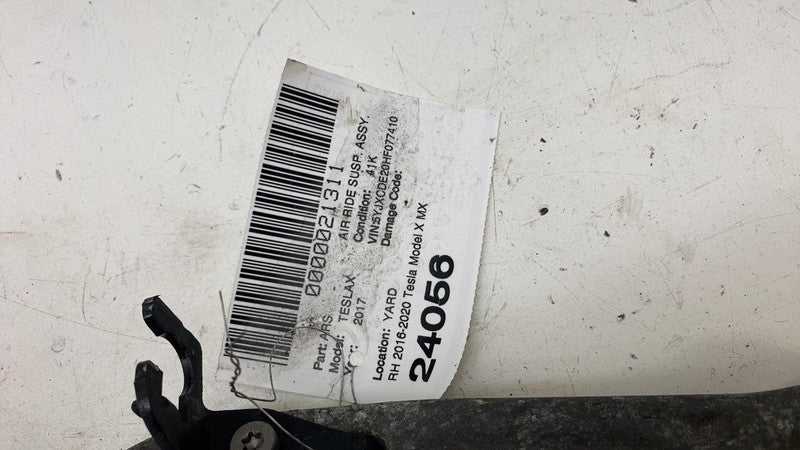 0000021311
Part: ARS AIR RIDE SUSP. ASSY.
Model: TESLAX Condition: 41K
Year: 2017 VIN:5YJXCDE20HF077410
Damage Code:
Location: YARD
RH 2016-2020 Tesla Model X MX
24056